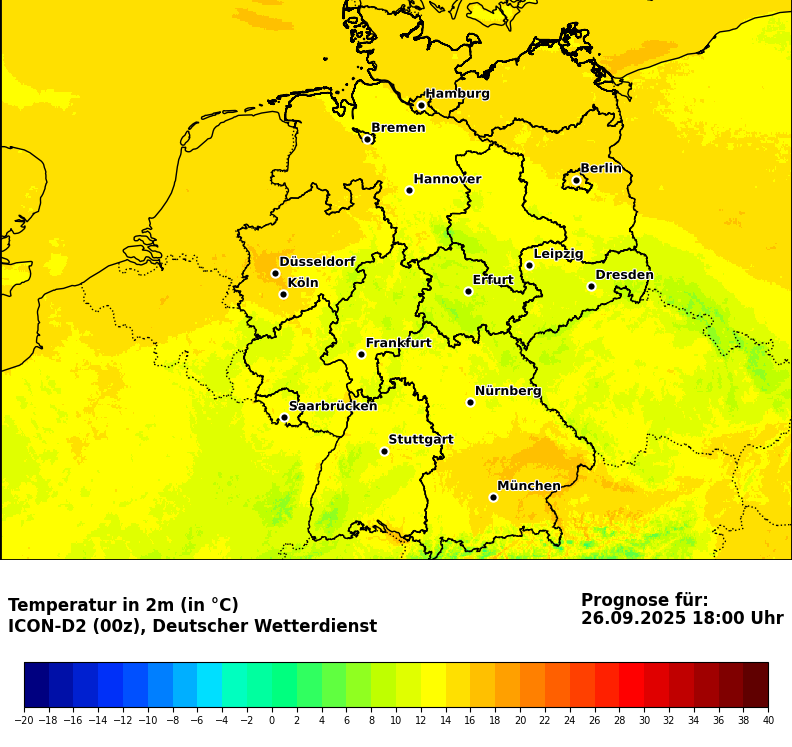 Hamburg
Bremen
Berlin
Hannover
Düsseldorf
Leipzig
Köln
Erfurt
Dresden
Frankfurt
Nürnberg
Saarbrücken
Stuttgart
München
Temperatur in 2m (in °C)
ICON-D2 (00z), Deutscher Wetterdienst
Prognose für:
26.09.2025 18:00 Uhr
−20 −18 −16 −14 −12 −10 −8 −6 −4 −2 0 2 4 6 8 10 12 14 16 18 20 22 24 26 28 30 32 34 36 38 40